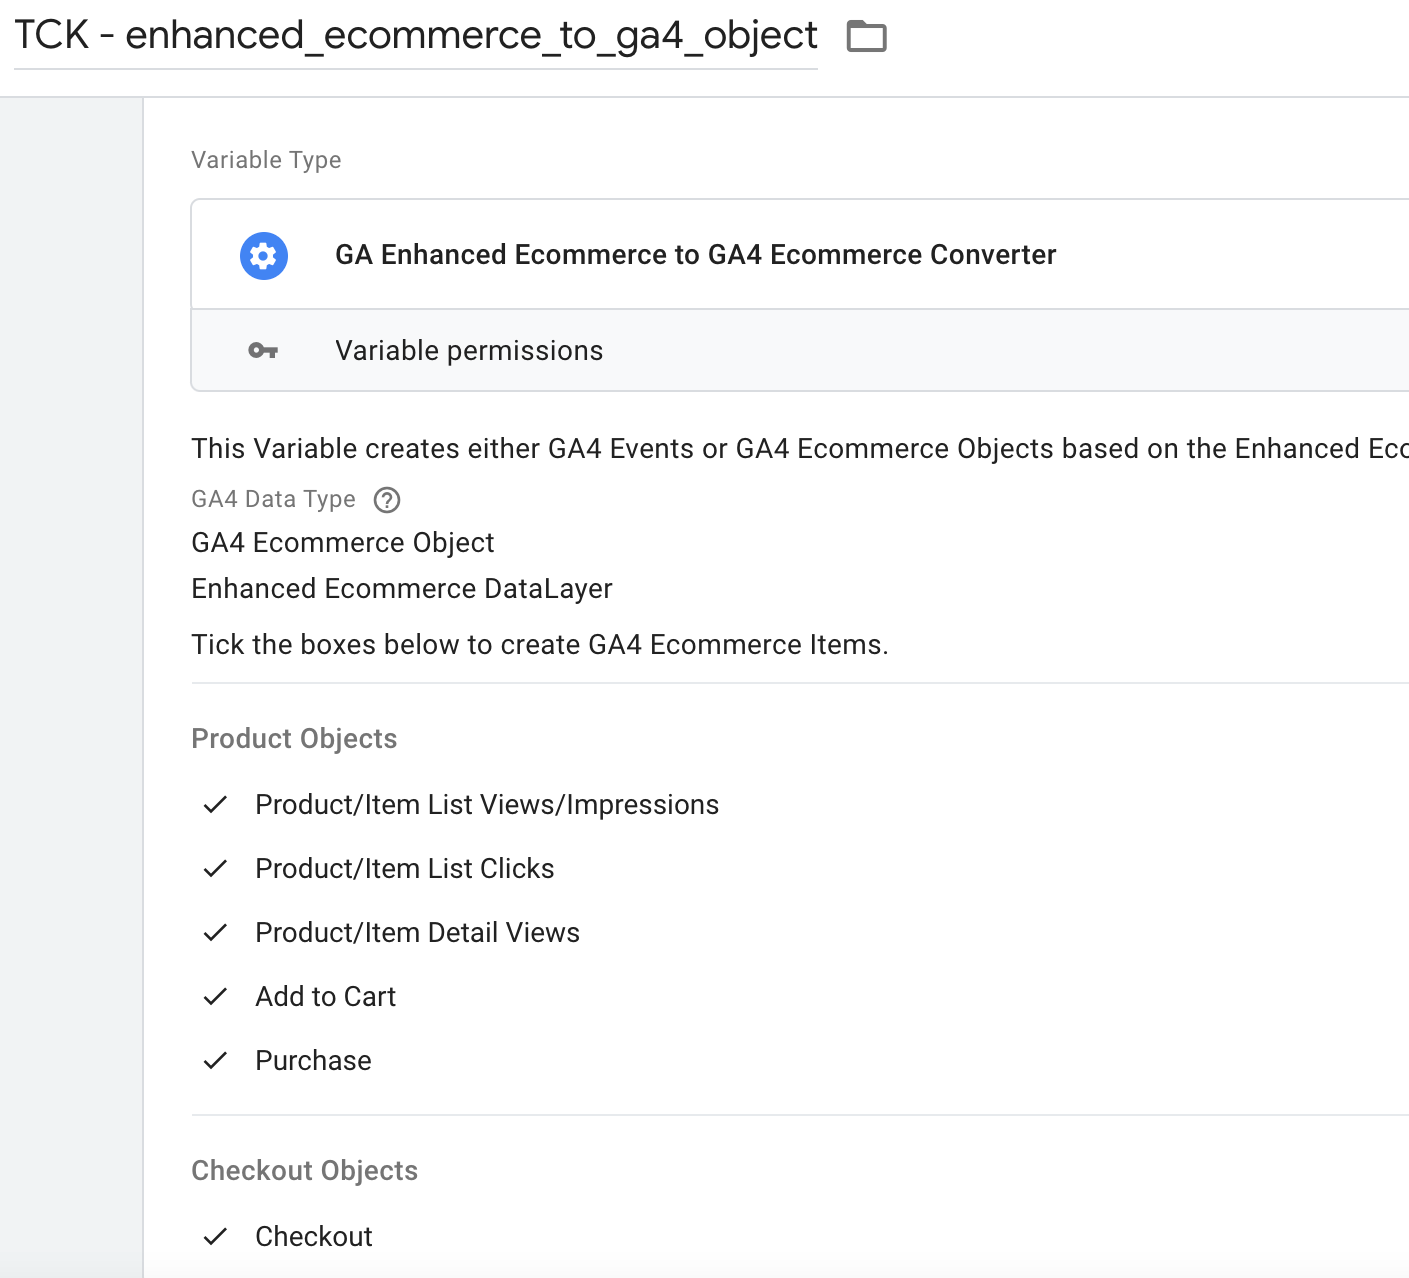 TCK - enhanced_ecommerce_to_ga4_object
Variable Type
GA Enhanced Ecommerce to GA4 Ecommerce Converter
Variable permissions
This Variable creates either GA4 Events or GA4 Ecommerce Objects based on the Enhanced
GA4 Data Type
GA4 Ecommerce Object
Enhanced Ecommerce DataLayer
Tick the boxes below to create GA4 Ecommerce Items.
Product Objects
Product/Item List Views/Impressions
Product/Item List Clicks
Product/Item Detail Views
Add to Cart
Purchase
Checkout Objects
Checkout